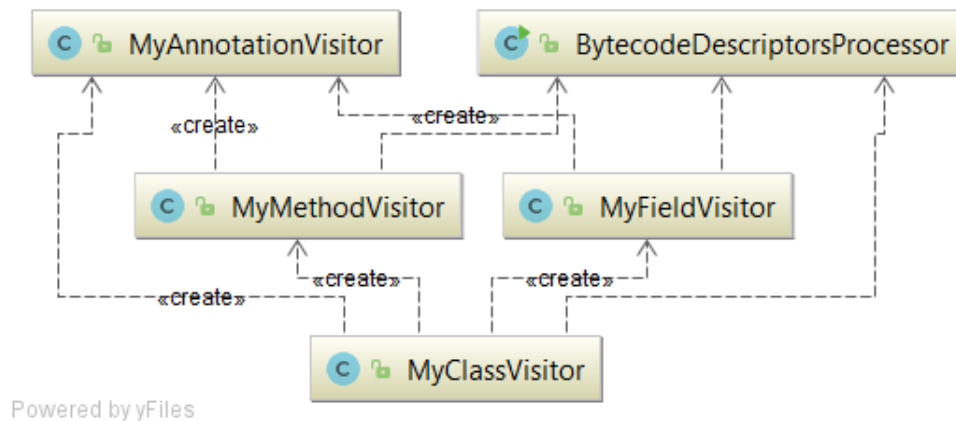 C MyAnnotationVisitor
C BytecodeDescriptorsProcessor
«create»
«create»
C MyMethodVisitor
C MyFieldVisitor
«create»
«create»
«create»
C MyClassVisitor
Powered by yFiles